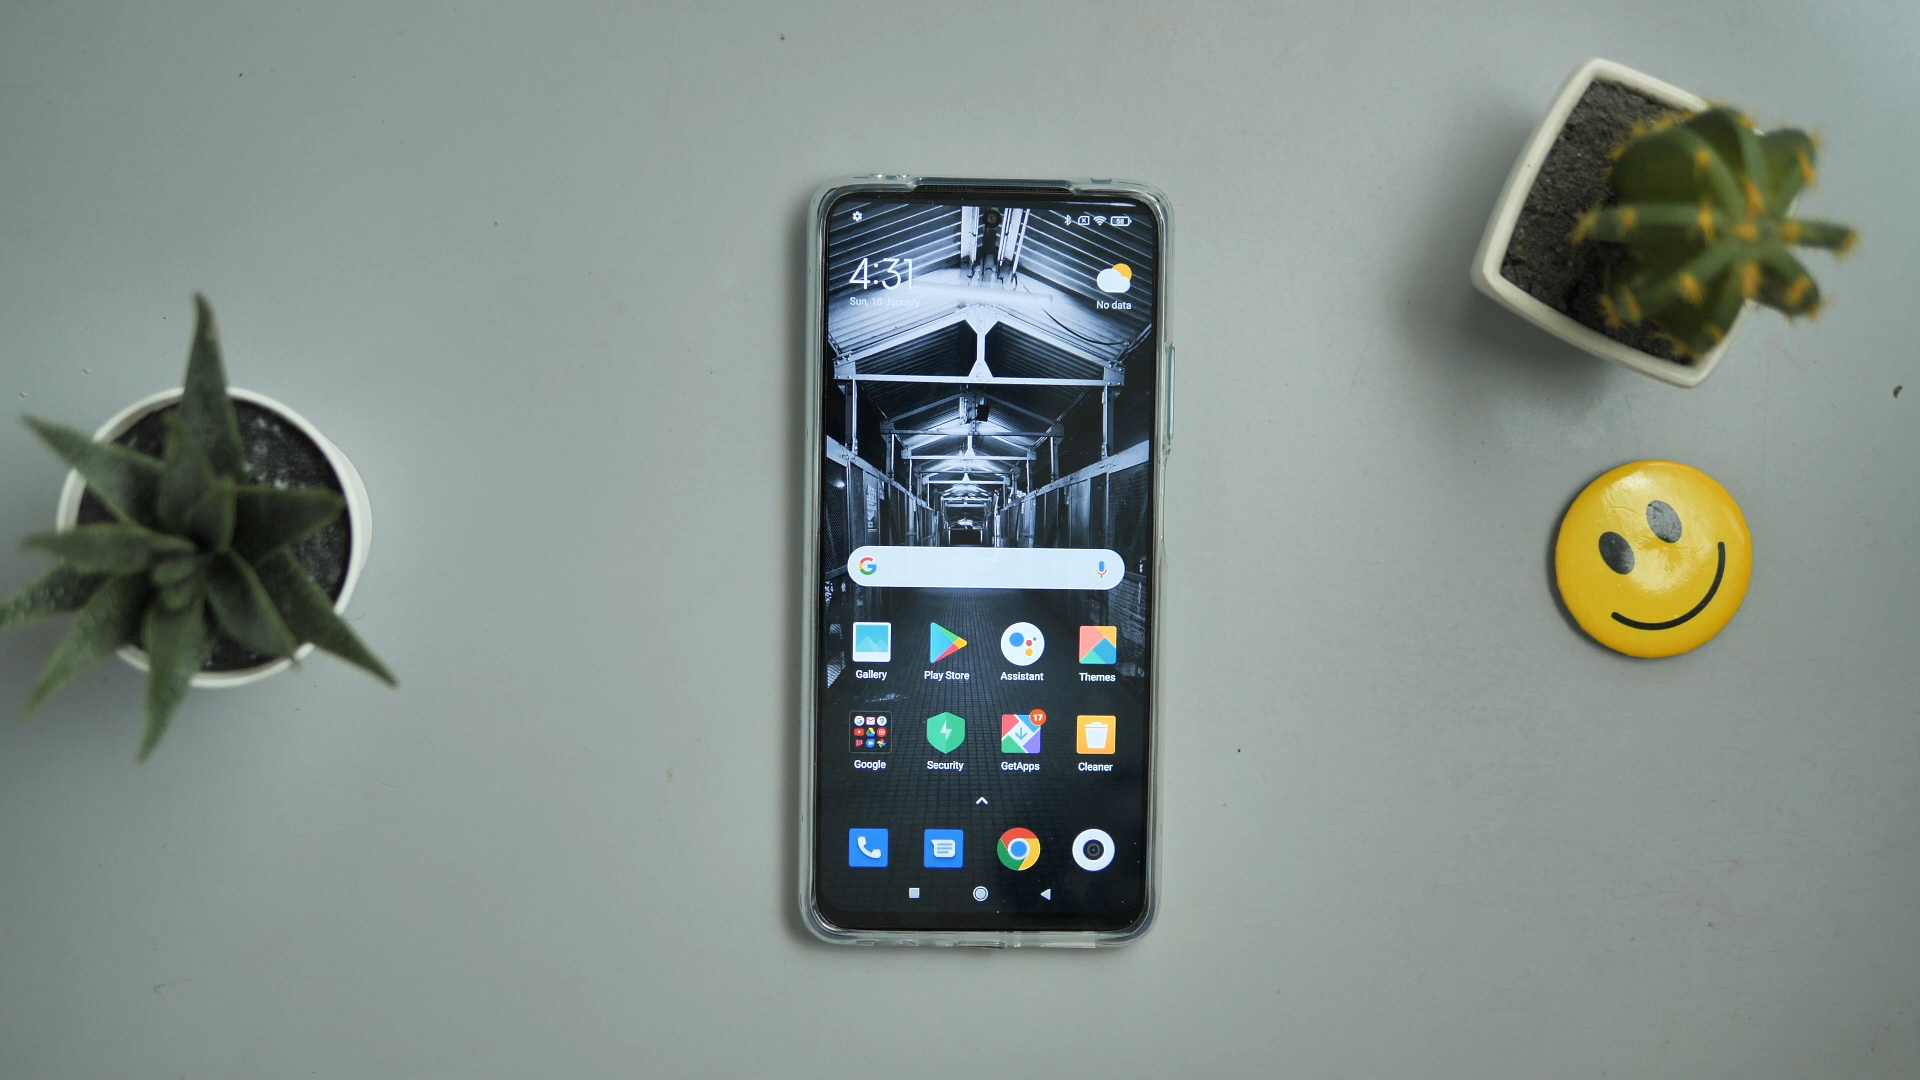 4:31
Sun, 10 January
No data
Gallery
Play Store
Assistant
Themes
17
Google
Security
GetApps
Cleaner